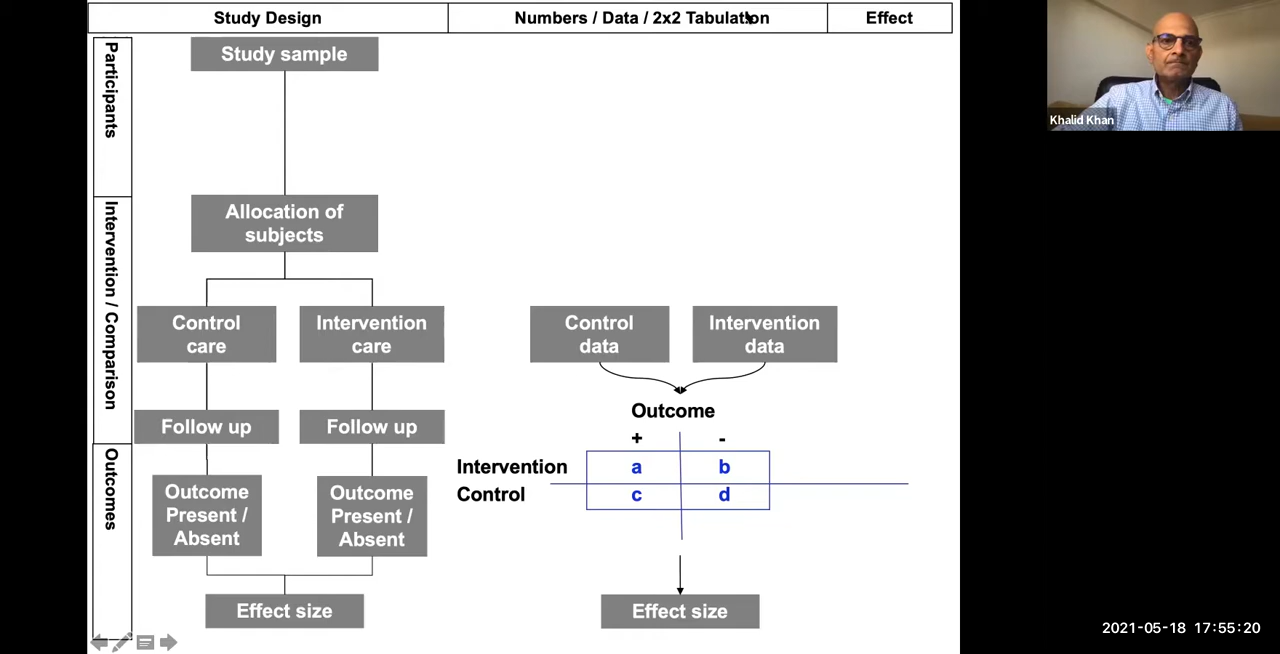 Study Design
Numbers / Data / 2x2 Tabulation
Effect
Participants
Study sample
Intervention / Comparison
Allocation of
subjects
Control
care
Intervention
care
Follow up
Follow up
Outcomes
Outcome
Present /
Absent
Outcome
Present /
Absent
Effect size
Control
data
Intervention
data
Outcome
+ -
Intervention a b
Control c d
Effect size
Khalid Khan
2021-05-18 17:55:20